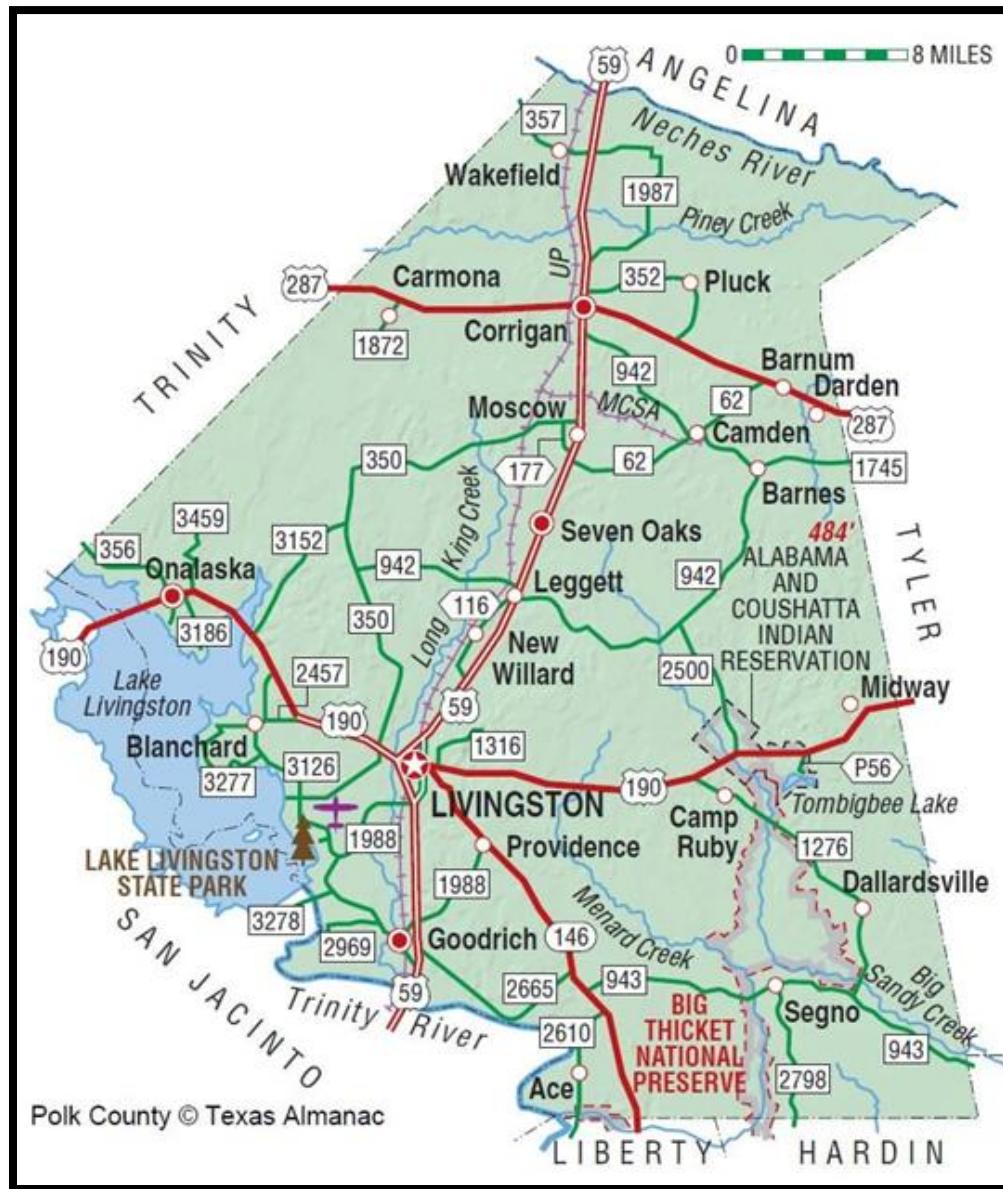 0 8 MILES
59
ANGELINA
Neches River
357
Wakefield
1987
Piney Creek
UP
287
Carmona
352
Pluck
TRINITY
Corrigan
1872
942
Barnum
Darden
62
MCSA
Moscow
287
Camden
350
177
62
1745
Barnes
3459
King Creek
Seven Oaks
484'
3152
356
Onalaska
ALABAMA
AND
COUSHATTA
INDIAN
RESERVATION
942
Leggett
942
TYLER
116
350
3186
Long
New
Willard
190
2500
Lake
Livingston
2457
Midway
59
190
Blanchard
1316
3126
P56
3277
190
LIVINGSTON
Tombigbee Lake
Camp
Ruby
1988
Providence
1276
LAKE LIVINGSTON
STATE PARK
Dallardsville
1988
Menard Creek
3278
2969
Goodrich
146
SAN JACINTO
Big
Sandy Creek
59
2665
943
Trinity River
BIG
THICKET
NATIONAL
PRESERVE
Segno
2610
943
Ace
2798
Polk County © Texas Almanac
LIBERTY
HARDIN